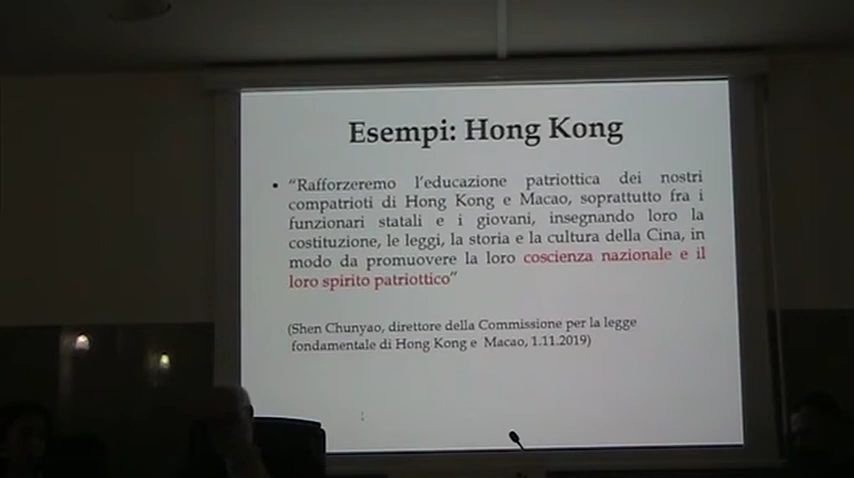 Esempi: Hong Kong
• “Rafforzeremo l’educazione patriottica dei nostri
compatrioti di Hong Kong e Macao, soprattutto fra i
funzionari statali e i giovani, insegnando loro la
costituzione, le leggi, la storia e la cultura della Cina, in
modo da promuovere la loro coscienza nazionale e il
loro spirito patriottico”
(Shen Chunyao, direttore della Commissione per la legge
fondamentale di Hong Kong e Macao, 1.11.2019)